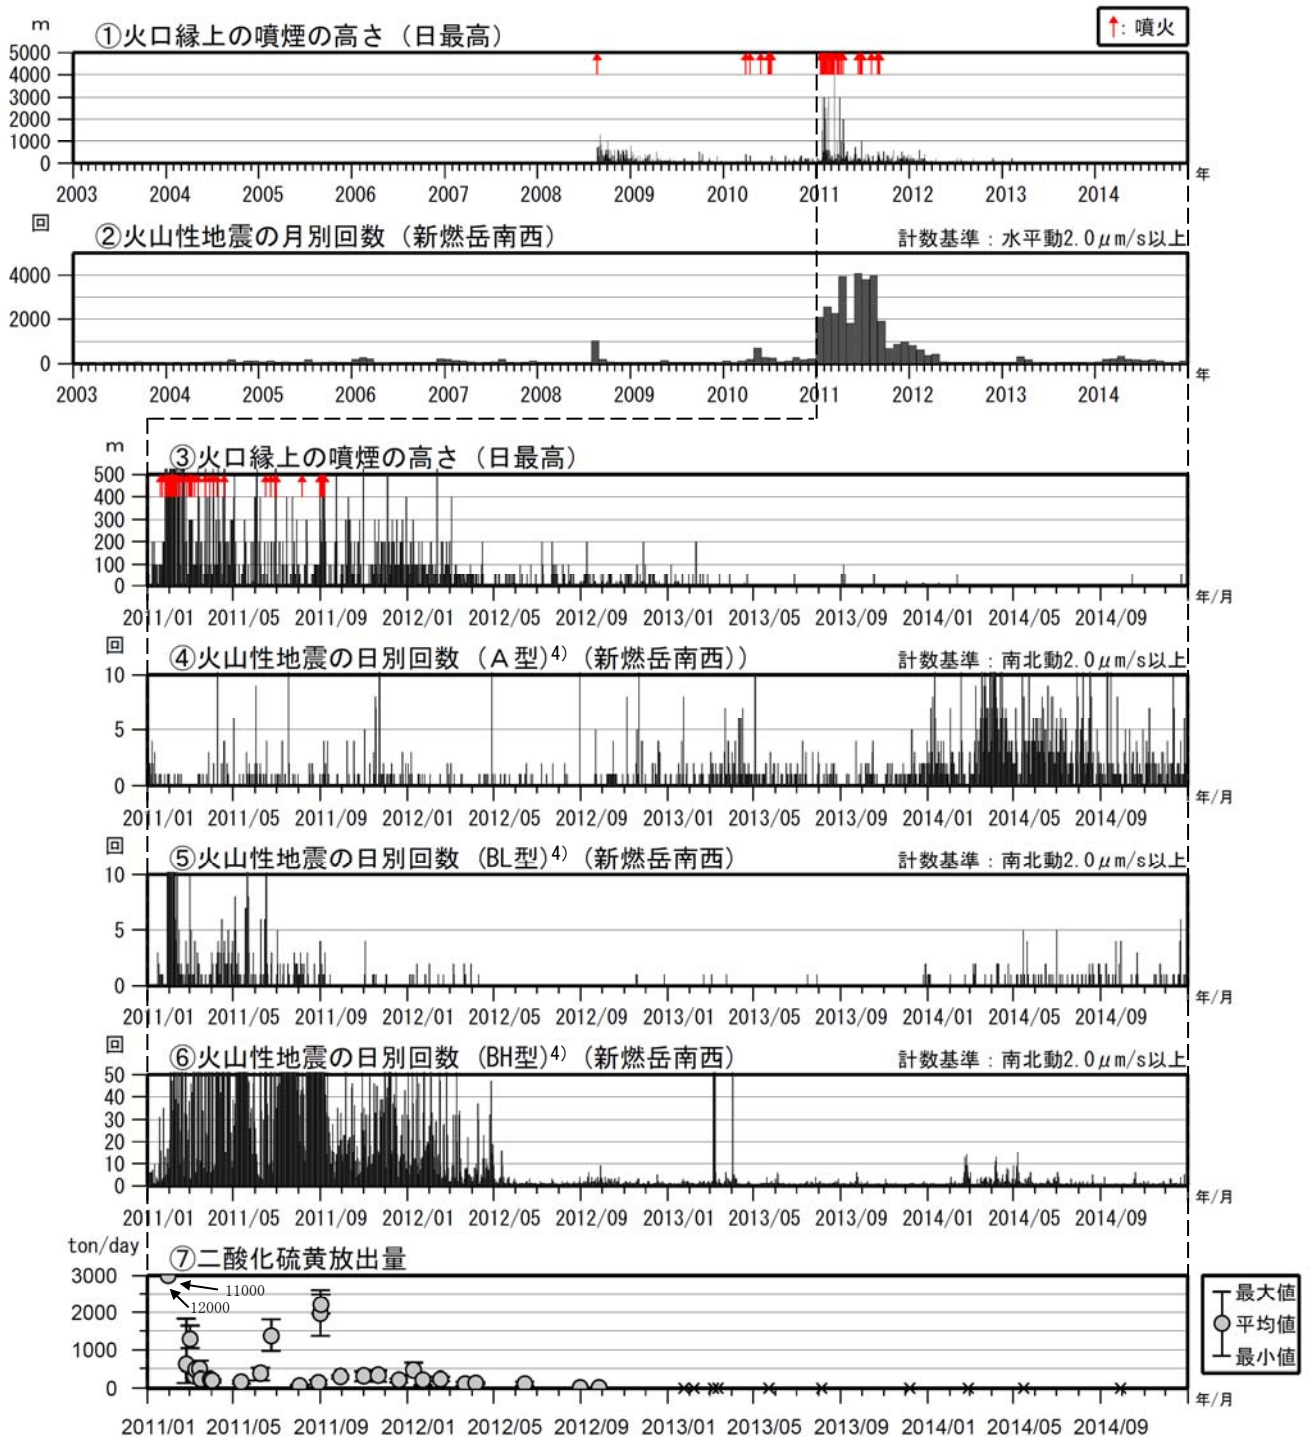 m ①火口縁上の噴煙の高さ（日最高） ↑: 噴火
5000
4000
3000
2000
1000
0
2003 2004 2005 2006 2007 2008 2009 2010 2011 2012 2013 2014 年
回 ②火山性地震の月別回数（新燃岳南西） 計数基準：水平動2.0μm/s以上
4000
2000
0
2003 2004 2005 2006 2007 2008 2009 2010 2011 2012 2013 2014 年
m ③火口縁上の噴煙の高さ（日最高）
500
400
300
200
100
0
2011/01 2011/05 2011/09 2012/01 2012/05 2012/09 2013/01 2013/05 2013/09 2014/01 2014/05 2014/09 年/月
回 ④火山性地震の日別回数（A型)4)（新燃岳南西)） 計数基準：南北動2.0μm/s以上
10
5
0
2011/01 2011/05 2011/09 2012/01 2012/05 2012/09 2013/01 2013/05 2013/09 2014/01 2014/05 2014/09 年/月
回 ⑤火山性地震の日別回数（BL型)4)（新燃岳南西） 計数基準：南北動2.0μm/s以上
10
5
0
2011/01 2011/05 2011/09 2012/01 2012/05 2012/09 2013/01 2013/05 2013/09 2014/01 2014/05 2014/09 年/月
回 ⑥火山性地震の日別回数（BH型)4)（新燃岳南西） 計数基準：南北動2.0μm/s以上
50
40
30
20
10
0
2011/01 2011/05 2011/09 2012/01 2012/05 2012/09 2013/01 2013/05 2013/09 2014/01 2014/05 2014/09 年/月
ton/day ⑦二酸化硫黄放出量
3000
2000
1000
0
11000
12000
最大値
平均値
最小値
2011/01 2011/05 2011/09 2012/01 2012/05 2012/09 2013/01 2013/05 2013/09 2014/01 2014/05 2014/09 年/月